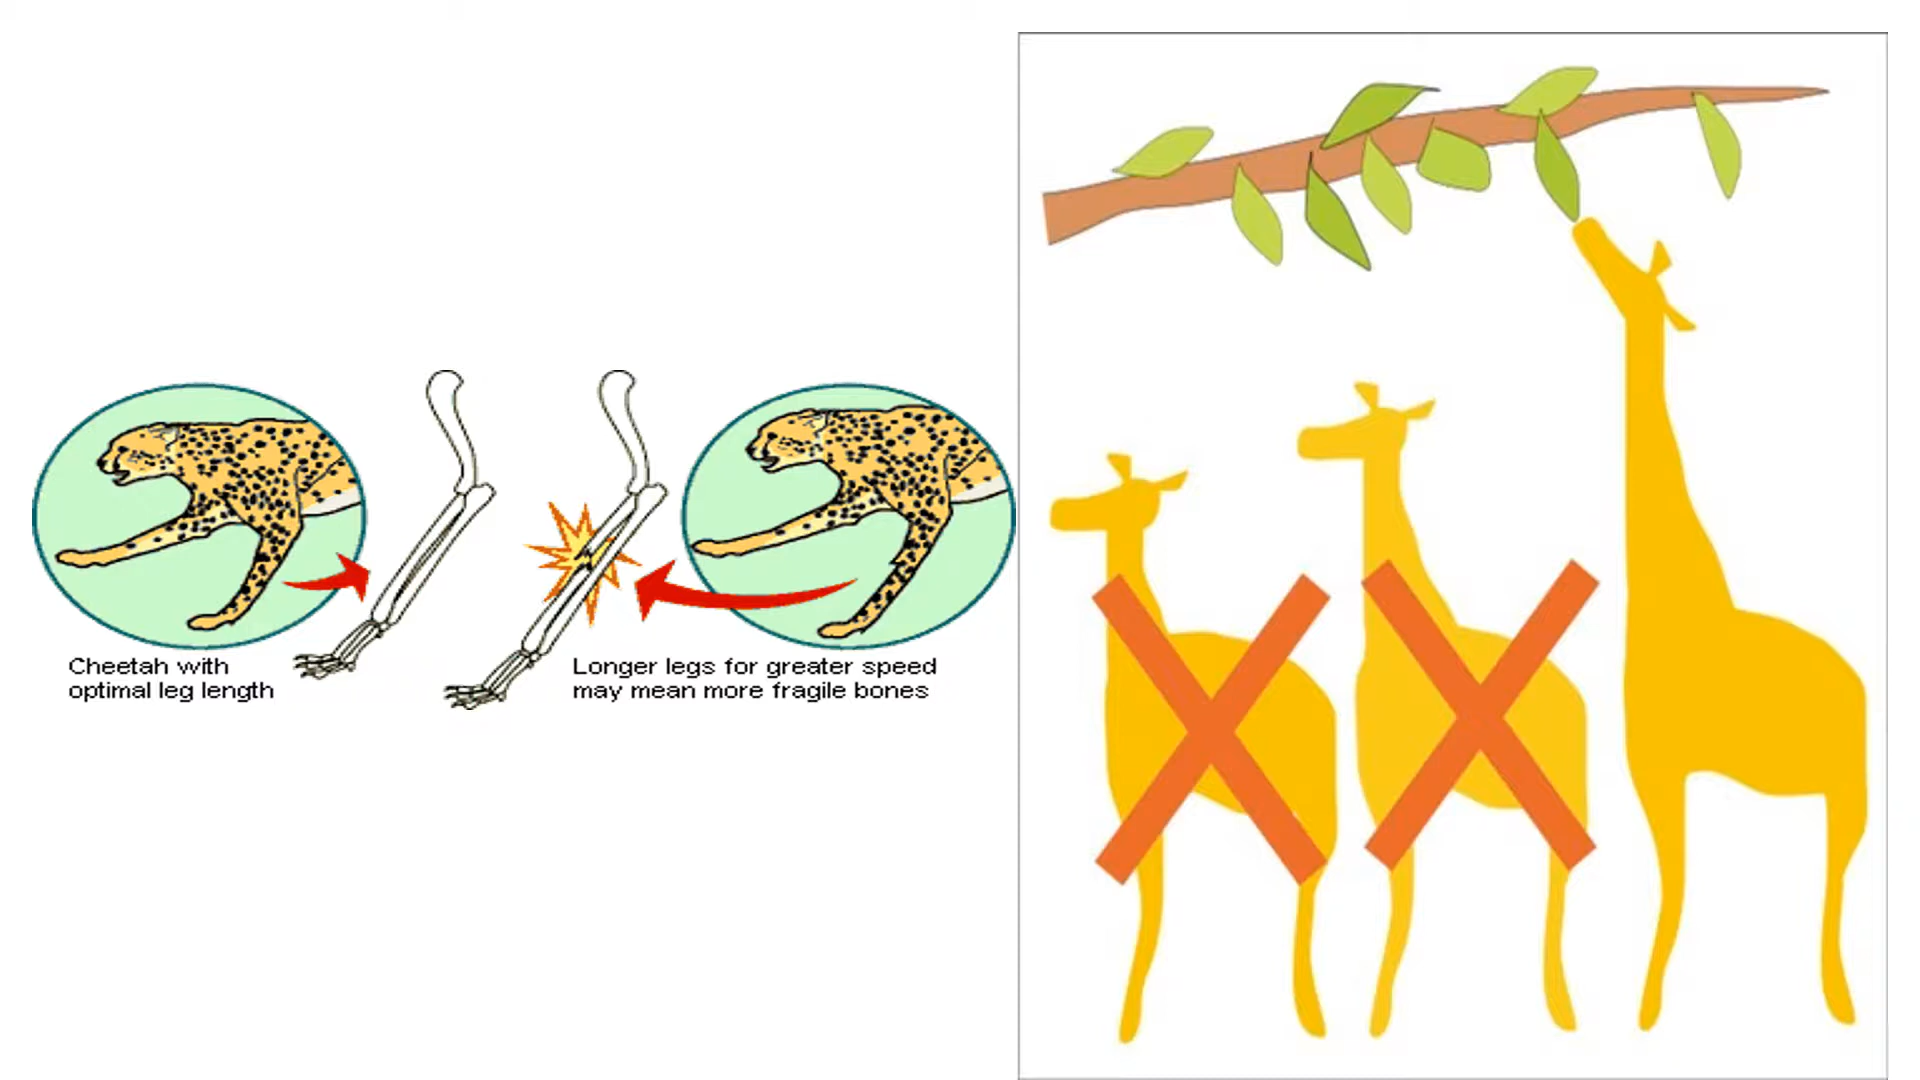 Cheetah with
optimal leg length
Longer legs for greater speed
may mean more fragile bones